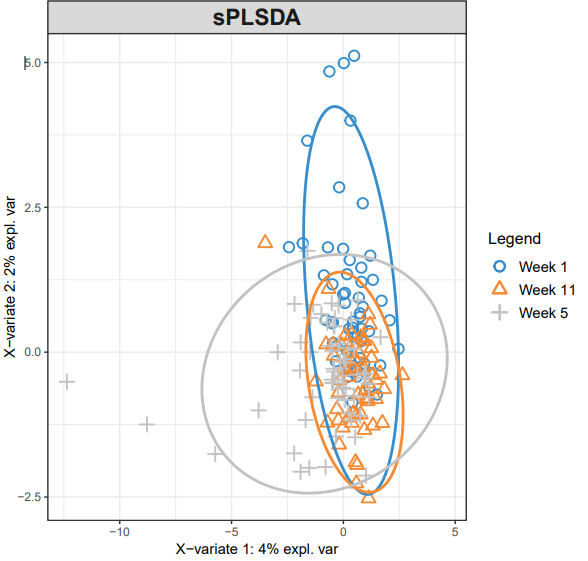 sPLSDA
5.0
2.5
0.0
−2.5
−10
−5
0
5
X−variate 1: 4% expl. var
X−variate 2: 2% expl. var
Legend
Week 1
Week 11
Week 5